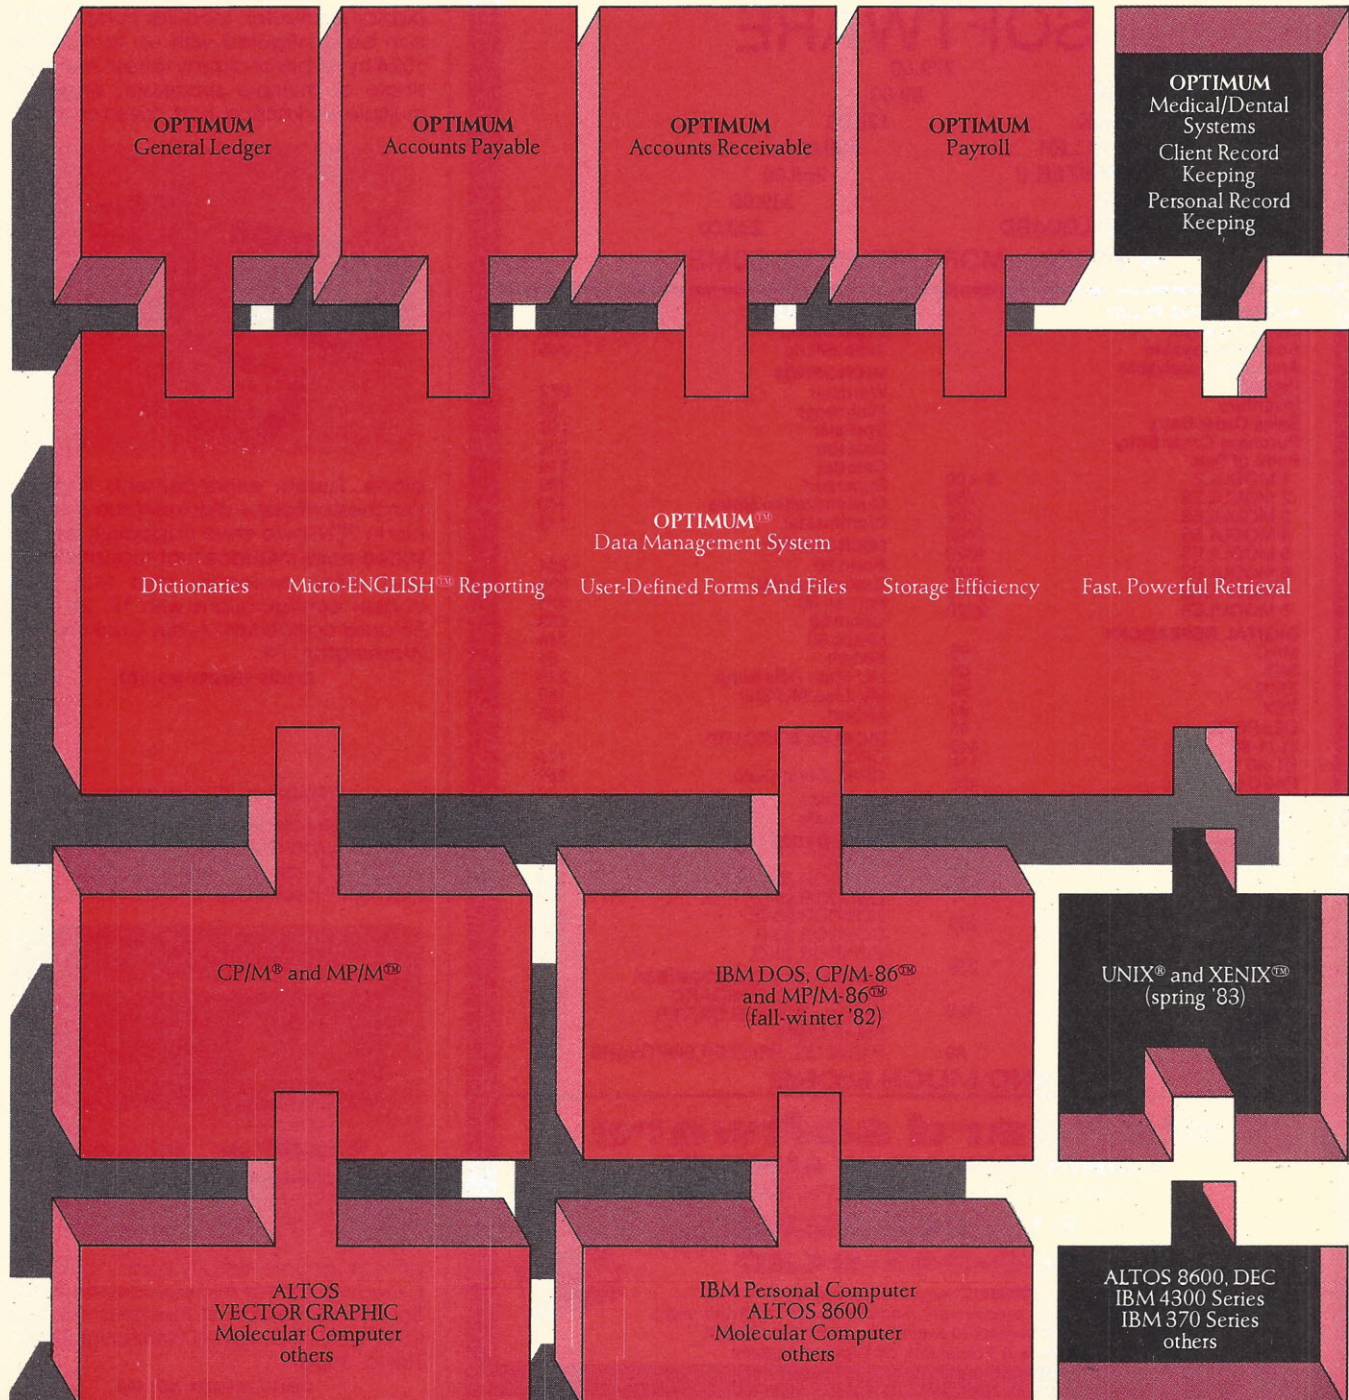 OPTIMUM
General Ledger
OPTIMUM
Accounts Payable
OPTIMUM
Accounts Receivable
OPTIMUM
Payroll
OPTIMUM
Medical/Dental
Systems
Client Record
Keeping
Personal Record
Keeping
OPTIMUM™
Data Management System
Dictionaries
Micro-ENGLISH™ Reporting
User-Defined Forms And Files
Storage Efficiency
Fast. Powerful Retrieval
CP/M® and MP/M™
IBM DOS, CP/M-86™
and MP/M-86™
(fall-winter '82)
UNIX® and XENIX™
(spring '83)
ALTOS
VECTOR GRAPHIC
Molecular Computer
others
IBM Personal Computer
ALTOS 8600
Molecular Computer
others
ALTOS 8600, DEC
IBM 4300 Series
IBM 370 Series
others